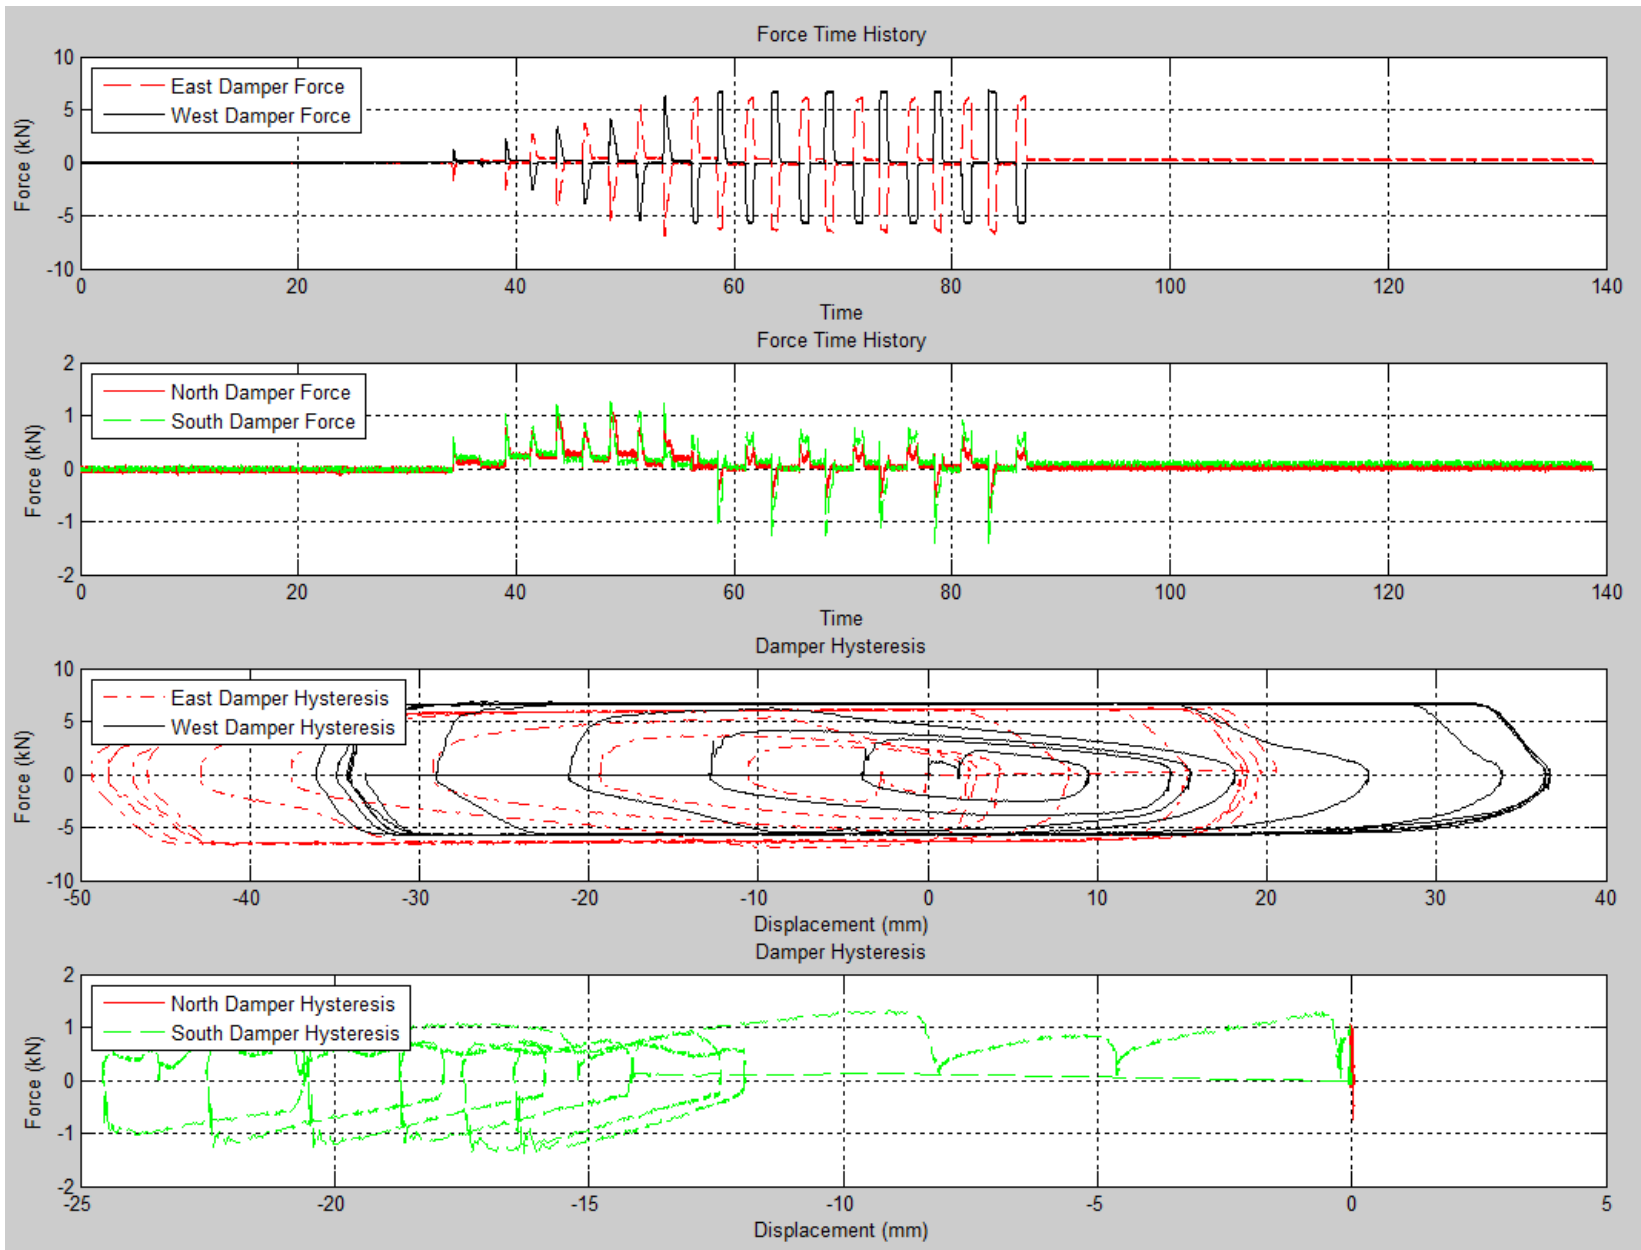 Force Time History
10
5
0
-5
-10
Force (kN)
East Damper Force
West Damper Force
0 20 40 60 80 100 120 140
Time
Force Time History
2
1
0
-1
-2
Force (kN)
North Damper Force
South Damper Force
0 20 40 60 80 100 120 140
Time
Damper Hysteresis
10
5
0
-5
-10
Force (kN)
East Damper Hysteresis
West Damper Hysteresis
-50 -40 -30 -20 -10 0 10 20 30 40
Displacement (mm)
Damper Hysteresis
2
1
0
-1
-2
Force (kN)
North Damper Hysteresis
South Damper Hysteresis
-25 -20 -15 -10 -5 0 5
Displacement (mm)